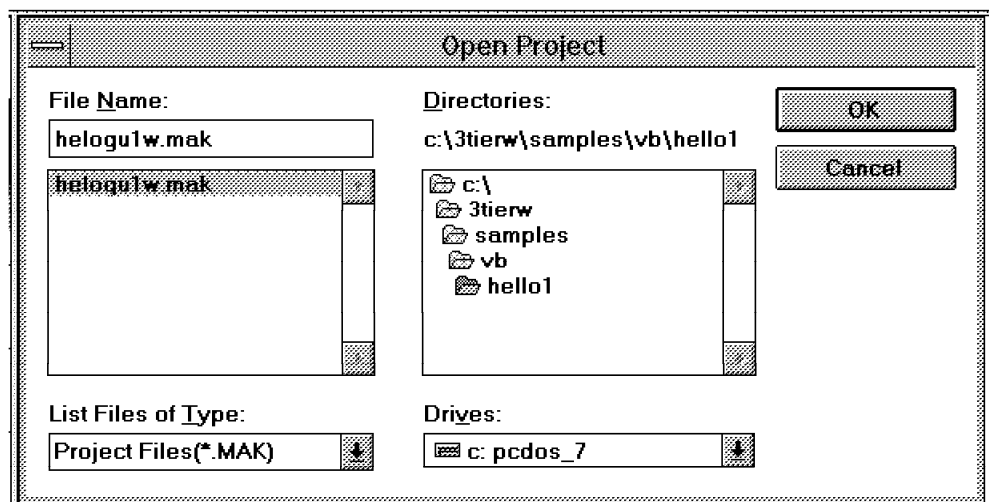 Open Project
File Name:
helogu1w.mak
helogu1w.mak
List Files of Type:
Project Files(*.MAK)
Directories:
c:\3tierw\samples\vb\hello1
c:\
3tierw
samples
vb
hello1
Drives:
c: pcdos_7
OK
Cancel